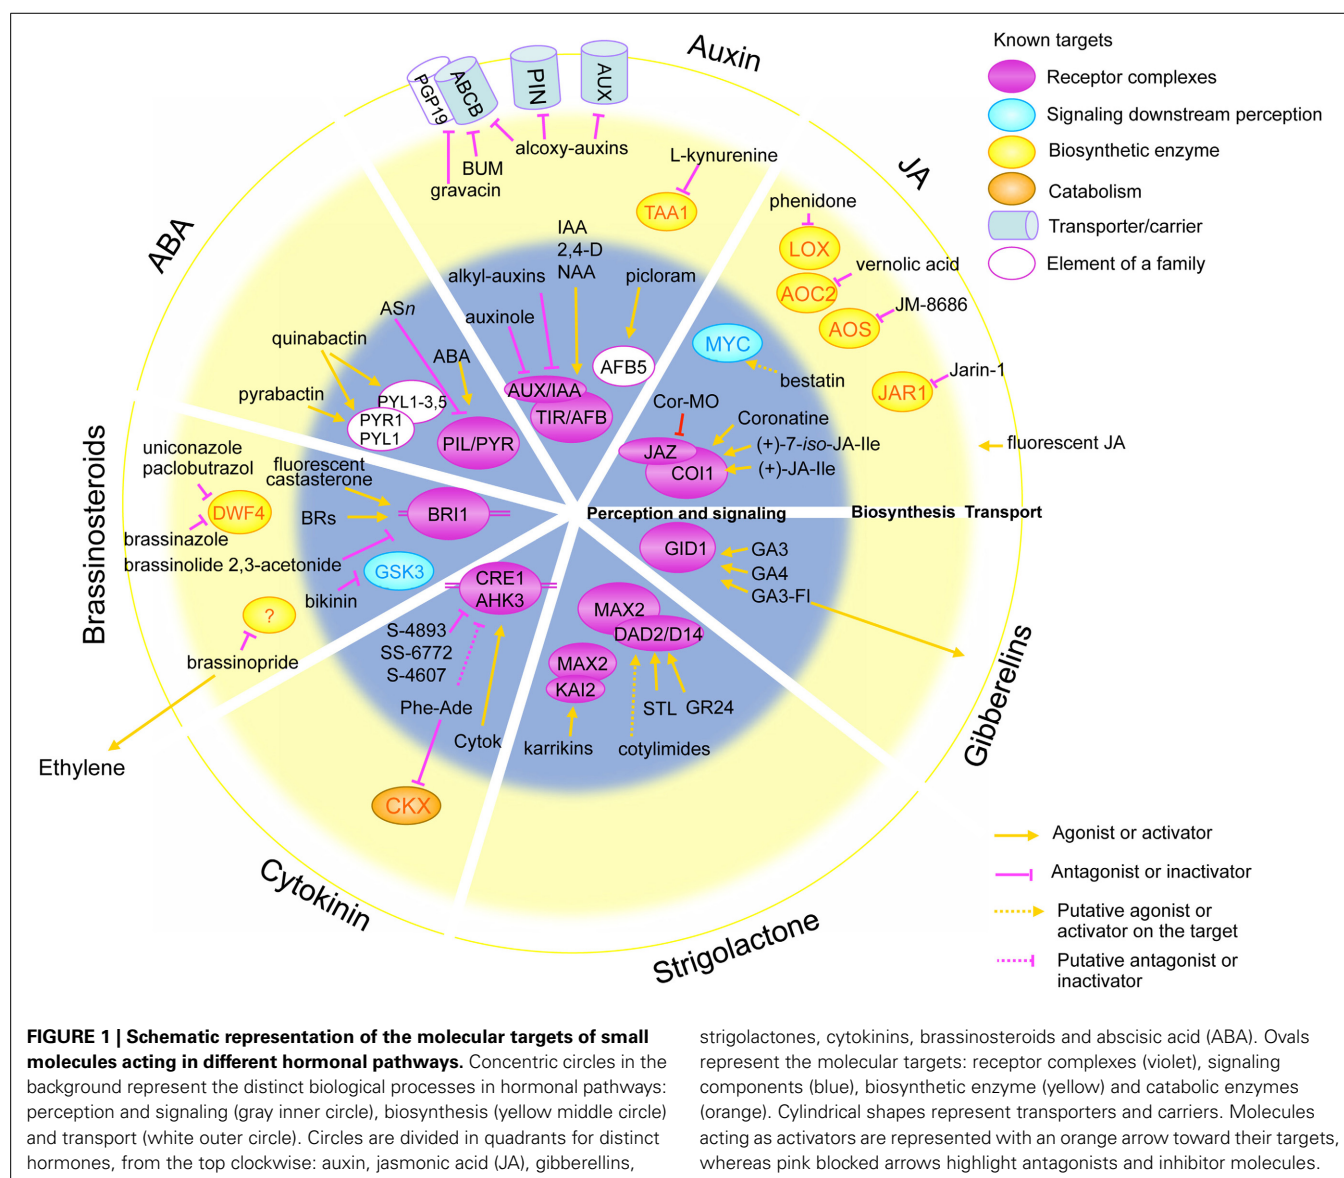 Auxin
Known targets
Receptor complexes
Signaling downstream perception
Biosynthetic enzyme
Catabolism
Transporter/carrier
Element of a family
PGP19
ABCB
PIN
AUX
alcoxy-auxins
BUM
gravacin
L-kynurenine
TAA1
IAA
2,4-D
NAA
alkyl-auxins
auxinole
picloram
AFB5
AUX/IAA
TIR/AFB
JA
phenidone
LOX
vernolic acid
AOC2
JM-8686
AOS
Jarin-1
JAR1
MYC
bestatin
Cor-MO
Coronatine
(+)-7-iso-JA-Ile
(+)-JA-Ile
JAZ
COI1
fluorescent JA
ABA
ASn
quinabactin
ABA
pyrabactin
PYL1-3,5
PYR1
PYL1
PIL/PYR
Perception and signaling
Biosynthesis
Transport
Brassinosteroids
uniconazole
paclobutrazol
DWF4
brassinazole
fluorescent
castasterone
BRs
BRI1
brassinolide 2,3-acetonide
GSK3
bikinin
?
brassinopride
Ethylene
CRE1
AHK3
S-4893
SS-6772
S-4607
Phe-Ade
Cytok
CKX
Cytokinin
GID1
GA3
GA4
GA3-Fl
Gibberelins
MAX2
DAD2/D14
MAX2
KAI2
STL
GR24
karrikins
cotylimides
Strigolactone
Agonist or activator
Antagonist or inactivator
Putative agonist or
activator on the target
Putative antagonist or
inactivator
FIGURE 1 | Schematic representation of the molecular targets of small
molecules acting in different hormonal pathways. Concentric circles in the
background represent the distinct biological processes in hormonal pathways:
perception and signaling (gray inner circle), biosynthesis (yellow middle circle)
and transport (white outer circle). Circles are divided in quadrants for distinct
hormones, from the top clockwise: auxin, jasmonic acid (JA), gibberellins,
strigolactones, cytokinins, brassinosteroids and abscisic acid (ABA). Ovals
represent the molecular targets: receptor complexes (violet), signaling
components (blue), biosynthetic enzyme (yellow) and catabolic enzymes
(orange). Cylindrical shapes represent transporters and carriers. Molecules
acting as activators are represented with an orange arrow toward their targets,
whereas pink blocked arrows highlight antagonists and inhibitor molecules.